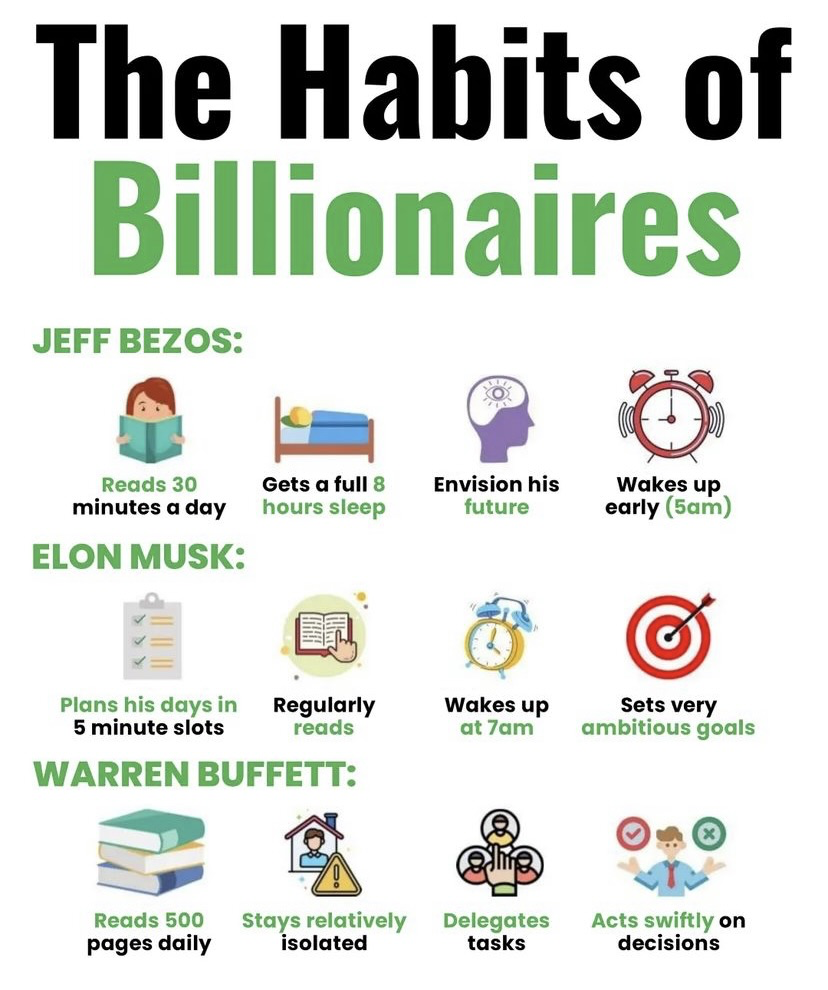 The Habits of
Billionaires
JEFF BEZOS:
Reads 30
minutes a day
Gets a full 8
hours sleep
Envision his
future
Wakes up
early (5am)
ELON MUSK:
Plans his days in
5 minute slots
Regularly
reads
Wakes up
at 7am
Sets very
ambitious goals
WARREN BUFFETT:
Reads 500
pages daily
Stays relatively
isolated
Delegates
tasks
Acts swiftly on
decisions